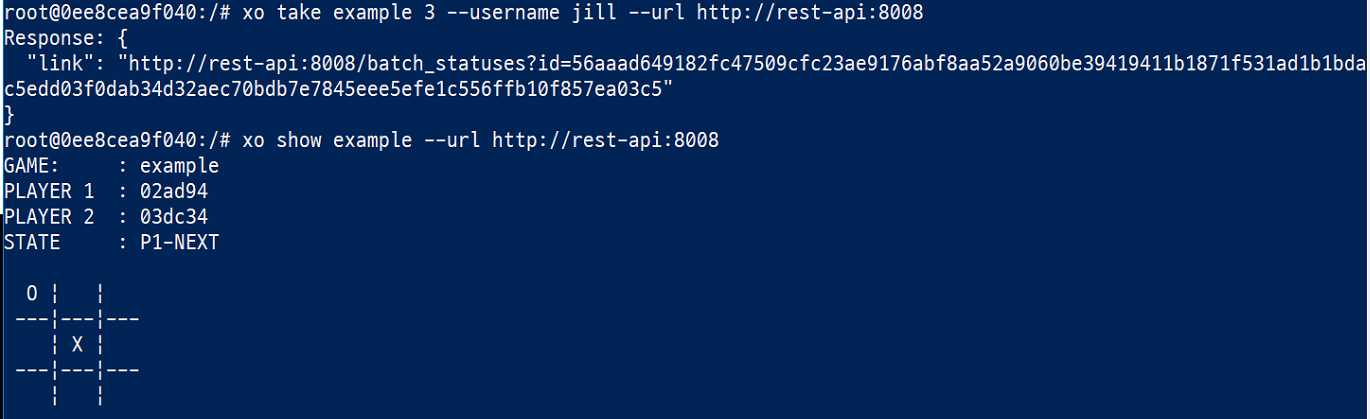 root@0ee8cea9f040:/# xo take example 3 --username jill --url http://rest-api:8008
Response: {
  "link": "http://rest-api:8008/batch_statuses?id=56aaad649182fc47509cfc23ae9176abf8aa52a9060be39419411b1871f531ad1b1bda
c5edd03f0dab34d32aec70bdb7e7845eee5efe1c556ffb10f857ea03c5"
}
root@0ee8cea9f040:/# xo show example --url http://rest-api:8008
GAME:     : example
PLAYER 1  : 02ad94
PLAYER 2  : 03dc34
STATE     : P1-NEXT

  O ¦   ¦
 ---¦---¦---
    ¦ X ¦
 ---¦---¦---
    ¦   ¦